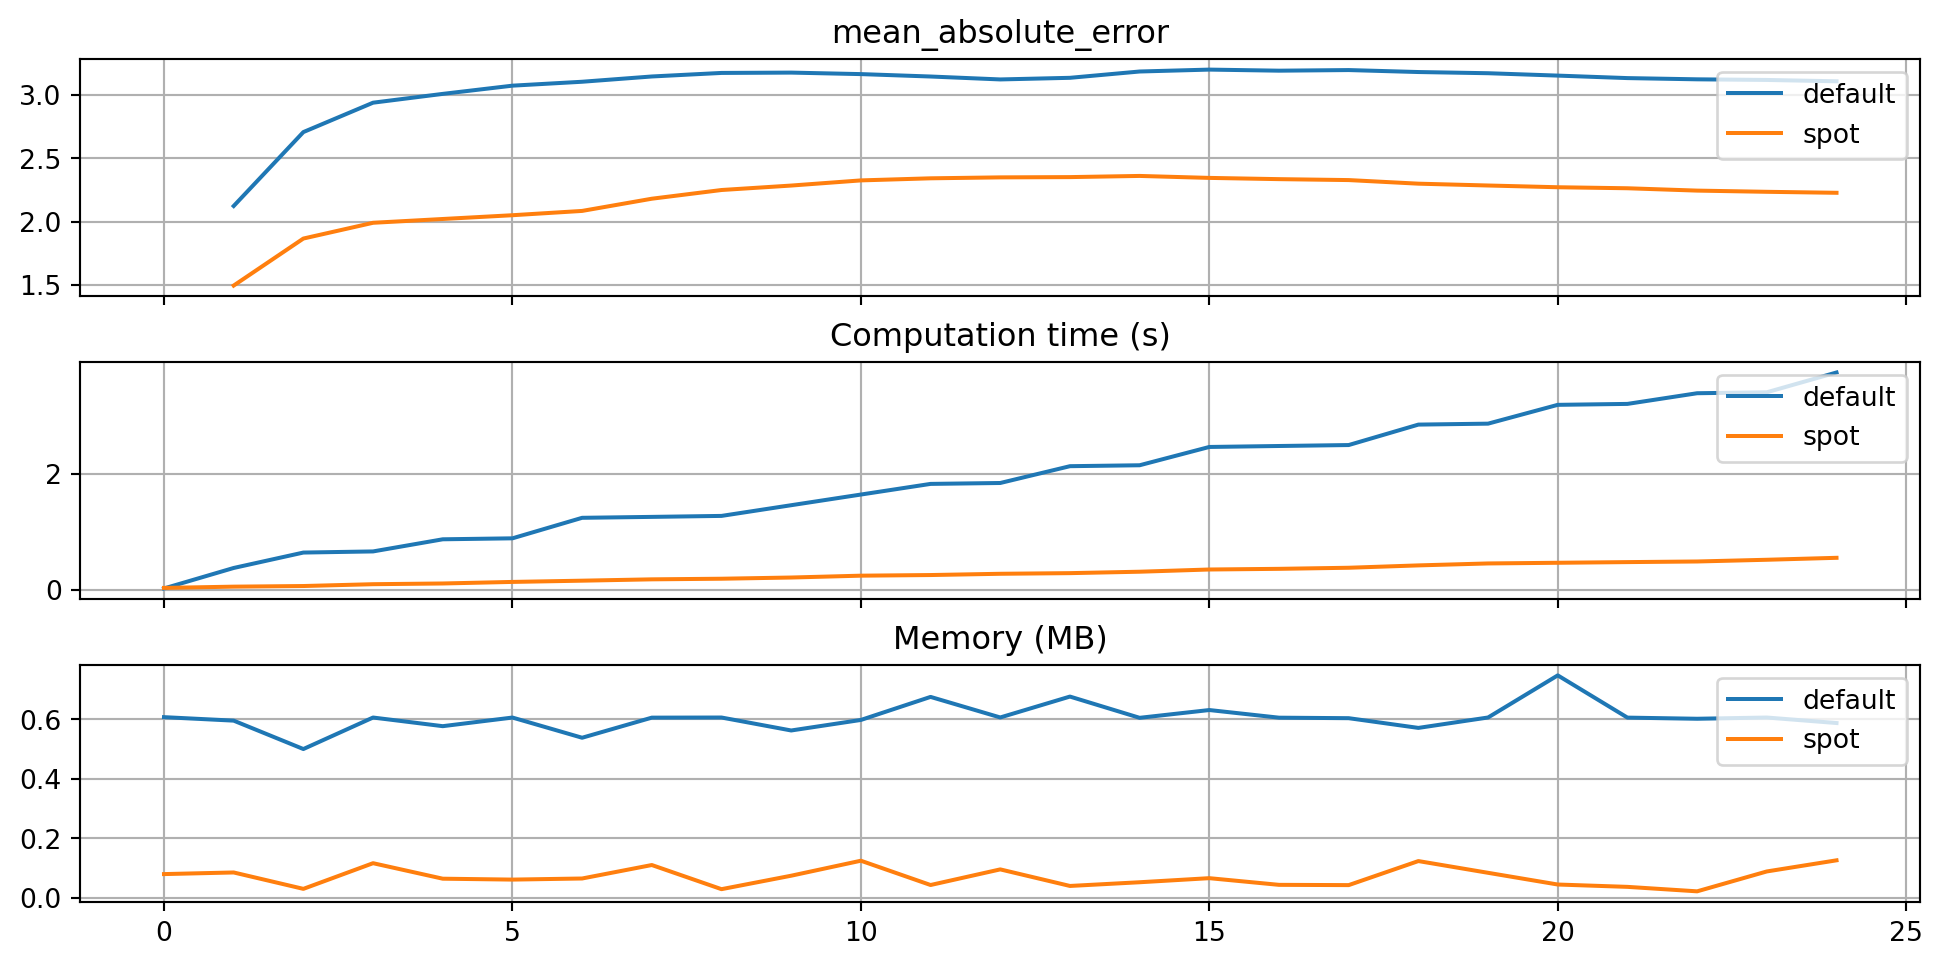 mean_absolute_error
3.0
2.5
2.0
1.5
default
spot
Computation time (s)
2
0
default
spot
Memory (MB)
0.6
0.4
0.2
0.0
default
spot
0 5 10 15 20 25